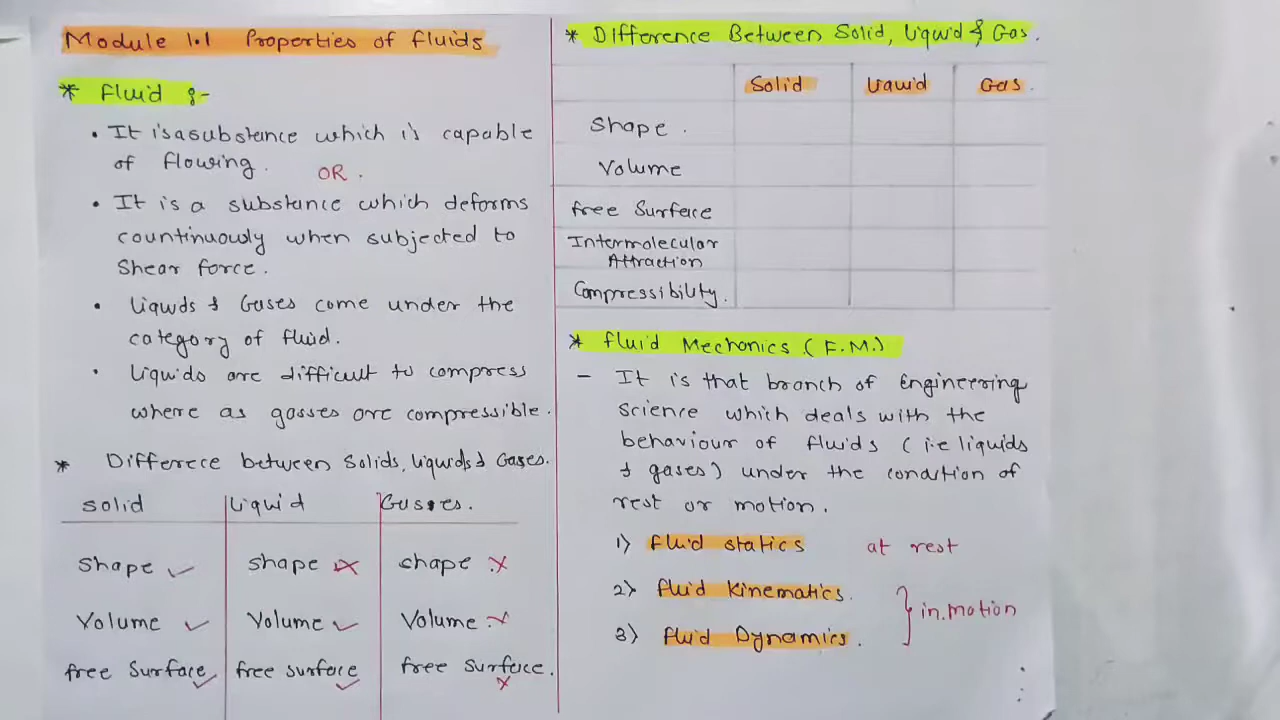 Module 1.1 Properties of fluids
* Fluid :-
• It is a substance which is capable
of flowing. OR.
• It is a substance which deforms
countinuouly when subjected to
Shear force.
• Liquds & Gases come under the
category of fluid.
• Liquids are difficult to compress
where as gasses are compressible.
* Differece between Solids, Liquids & Gases.
Solid Liquid Gasses.
Shape ✓ Shape × Shape ×
Volume ✓ Volume ✓ Volume ×
free Surface ✓ free surface ✓ free surface. ×
* Difference Between Solid, Liquid & Gas.
Solid Liquid Gas.
Shape.
Volume
free Surface
Intermolecular
Attraction
Compressibility.
* Fluid Mechanics (F.M.)
- It is that branch of Engineering
science which deals with the
behaviour of fluids (i.e liquids
& gases) under the condition of
rest or motion.
1) fluid statics at rest
2) fluid kinematics.
} in.motion
3) fluid Dynamics.